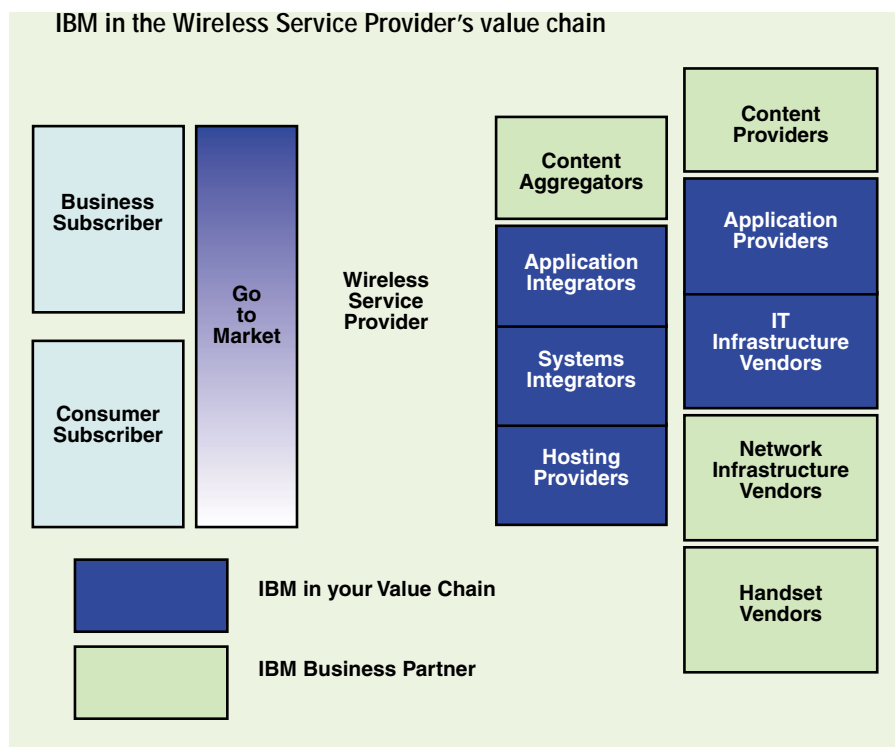 IBM in the Wireless Service Provider's value chain
Business
Subscriber
Consumer
Subscriber
Go
to
Market
Wireless
Service
Provider
Content
Aggregators
Application
Integrators
Systems
Integrators
Hosting
Providers
Content
Providers
Application
Providers
IT
Infrastructure
Vendors
Network
Infrastructure
Vendors
Handset
Vendors
IBM in your Value Chain
IBM Business Partner